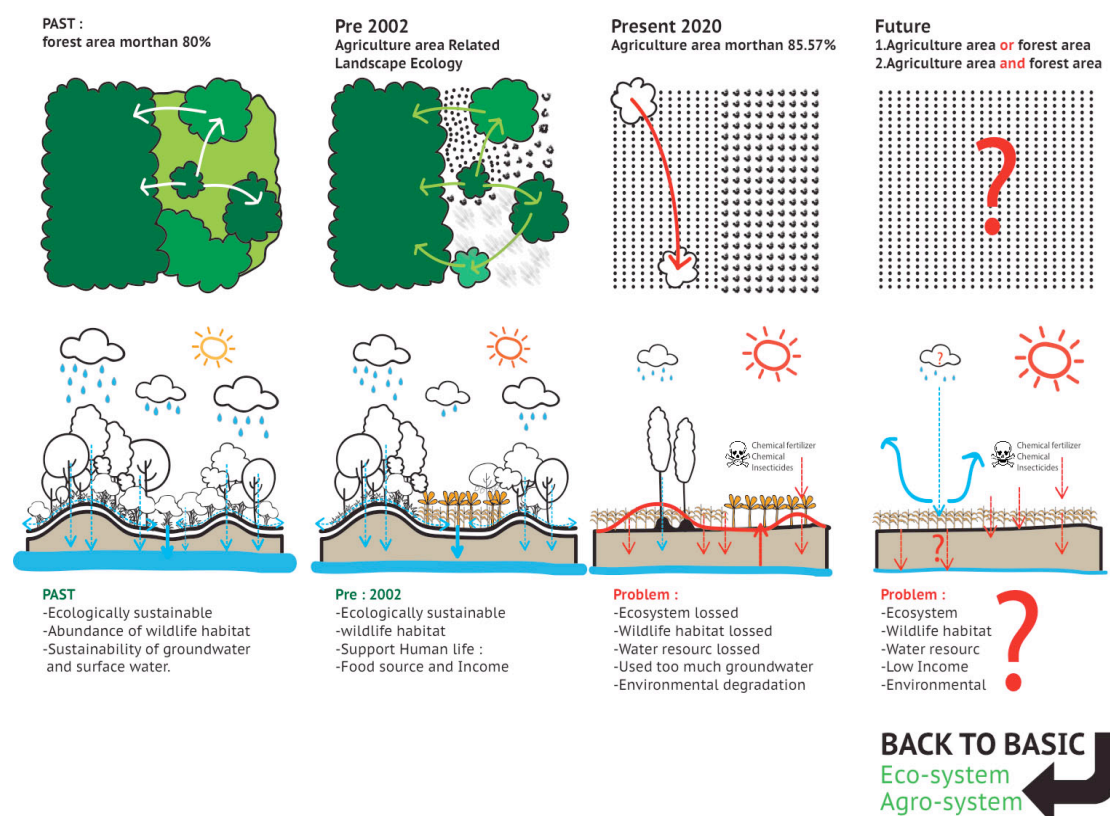 PAST :
forest area morthan 80%
Pre 2002
Agriculture area Related
Landscape Ecology
Present 2020
Agriculture area morthan 85.57%
Future
1.Agriculture area or forest area
2.Agriculture area and forest area
?
Chemical fertilizer
Chemical
Insecticides
?
Chemical fertilizer
Chemical
Insecticides
?
PAST
-Ecologically sustainable
-Abundance of wildlife habitat
-Sustainability of groundwater
and surface water.
Pre : 2002
-Ecologically sustainable
-wildlife habitat
-Support Human life :
-Food source and Income
Problem :
-Ecosystem lossed
-Wildlife habitat lossed
-Water resourc lossed
-Used too much groundwater
-Environmental degradation
Problem :
-Ecosystem
-Wildlife habitat
-Water resourc
-Low Income
-Environmental
?
BACK TO BASIC
Eco-system
Agro-system